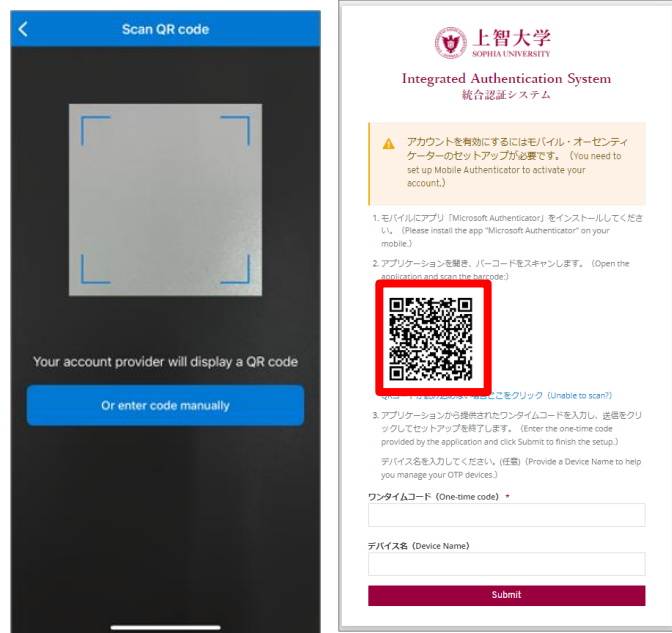 Scan QR code
Your account provider will display a QR code
Or enter code manually
上智大学
SOPHIA UNIVERSITY
Integrated Authentication System
統合認証システム
アカウントを有効にするにはモバイル・オーセンティ
ケーターのセットアップが必要です。（You need to
set up Mobile Authenticator to activate your
account.）
1. モバイルにアプリ「Microsoft Authenticator」をインストールしてくださ
い。（Please install the app "Microsoft Authenticator" on your
mobile.）
2. アプリケーションを開き、バーコードをスキャンします。（Open the
application and scan the barcode:）
QRコードが読み込めない場合ここをクリック（Unable to scan?）
3. アプリケーションから提供されたワンタイムコードを入力し、送信をクリ
ックしてセットアップを終了します。（Enter the one-time code
provided by the application and click Submit to finish the setup.）
デバイス名を入力してください。(任意)（Provide a Device Name to help
you manage your OTP devices.）
ワンタイムコード（One-time code） *
デバイス名（Device Name）
Submit